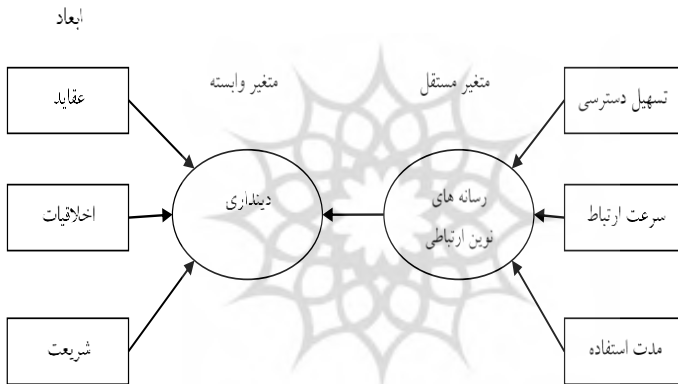 ابعاد
متغیر مستقل
متغیر وابسته
تسهیل دسترسی
عقاید
رسانه های
نوین ارتباطی
دینداری
سرعت ارتباط
اخلاقیات
مدت استفاده
شریعت